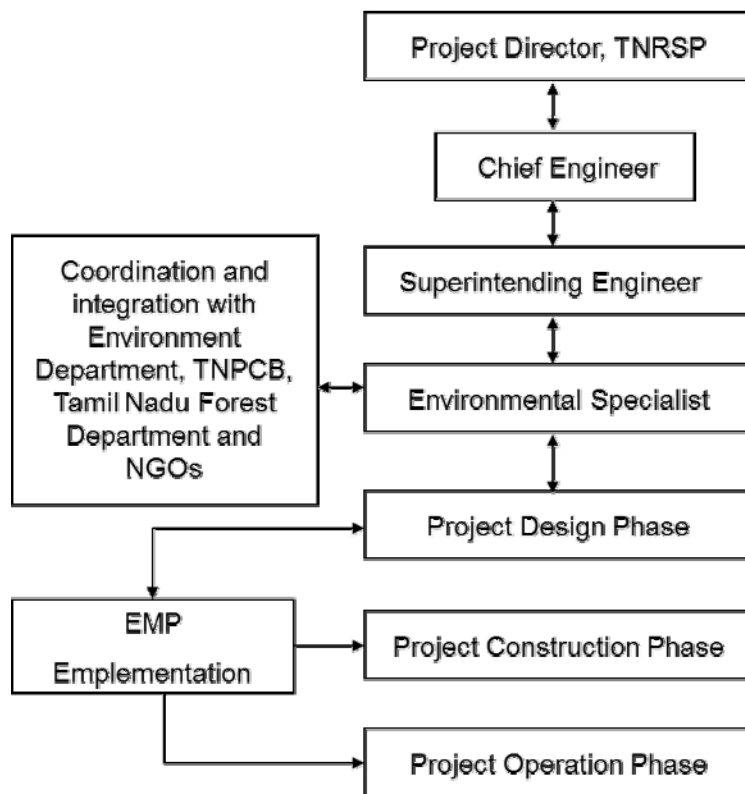 Project Director, TNRSP
Chief Engineer
Superintending Engineer
Coordination and
integration with
Environment
Department, TNPCB,
Tamil Nadu Forest
Department and
NGOs
Environmental Specialist
Project Design Phase
EMP
Emplementation
Project Construction Phase
Project Operation Phase